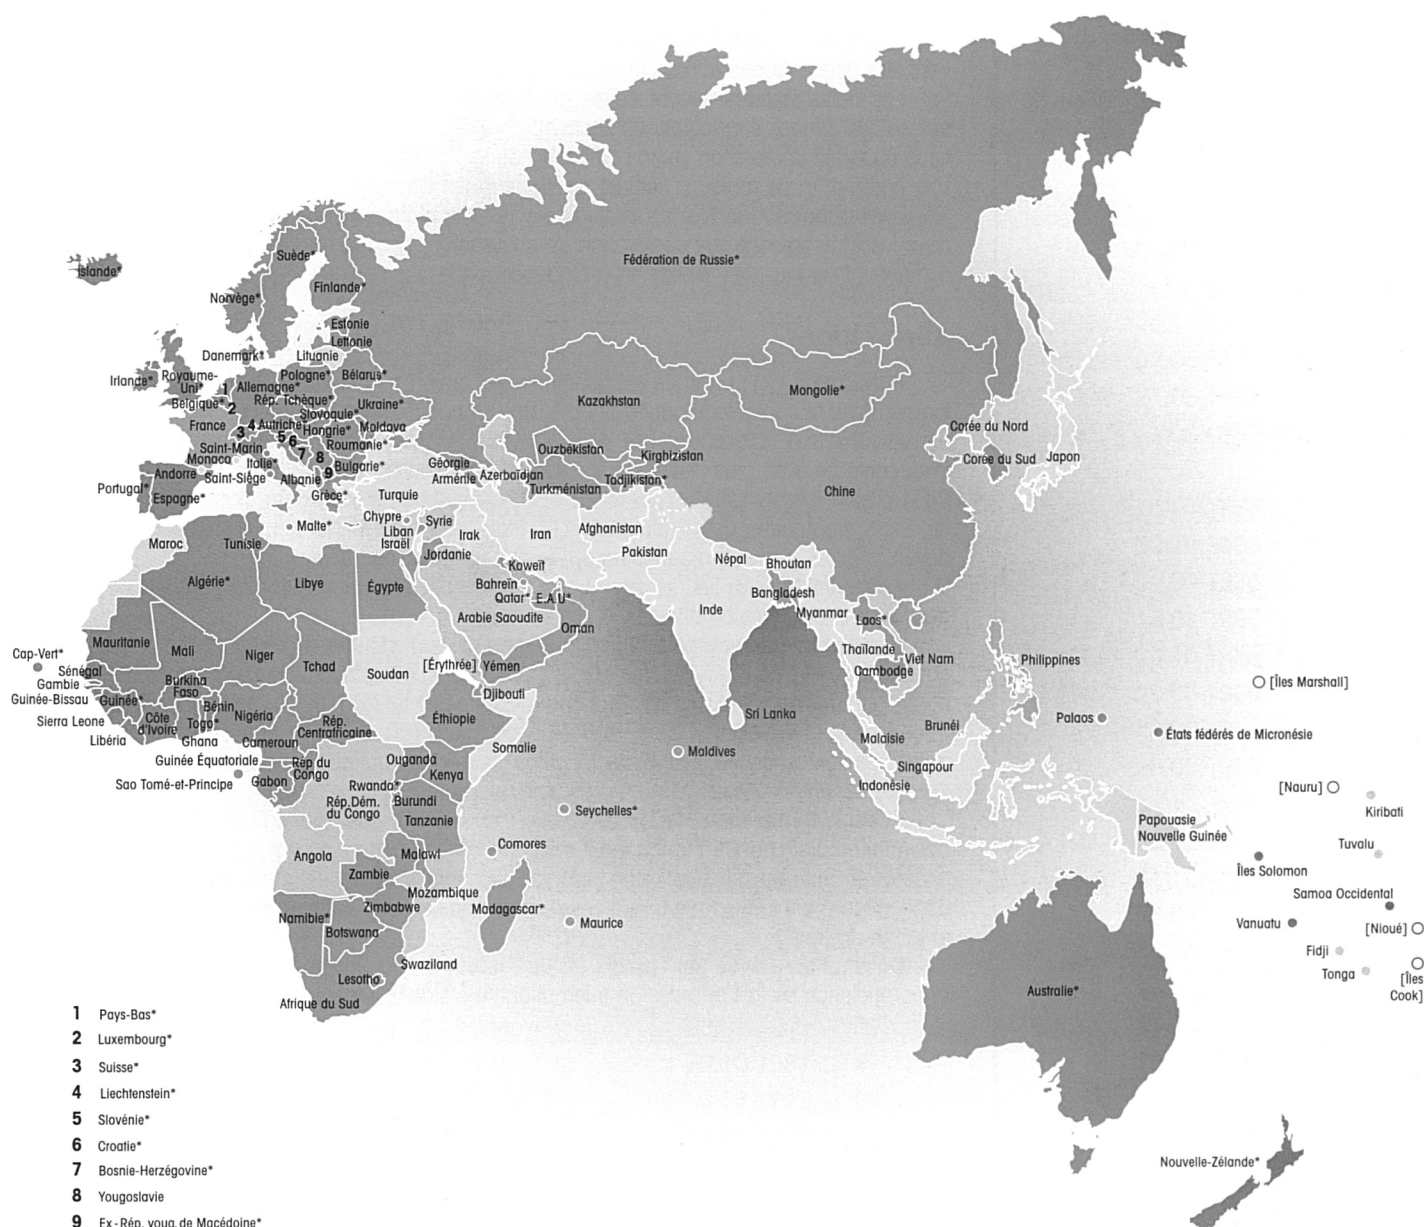 Suède*
Islande*
Fédération de Russie*
Finlande*
Norvège*
Estonie
Lettonie
Danemark*
Lituanie
Irlande*
Royaume-
Uni*
1
Allemagne*
Pologne*
Bélarus*
Mongolie*
Belgique*
2
Rép. Tchèque*
Slovaquie*
Ukraine*
Kazakhstan
France
3
4
Autriche*
5
6
Hongrie*
Moldova
Corée du Nord
Saint-Marin
7
Roumanie*
Ouzbékistan
Kirghizistan
Corée du Sud
Japon
Monaco
Italie*
8
Bulgarie*
Géorgie
Andorre
Saint-Siège
Albanie
9
Arménie
Azerbaïdjan
Turkménistan
Tadjikistan*
Portugal*
Espagne*
Grèce*
Turquie
Chine
Malte*
Chypre
Syrie
Liban
Israël
Irak
Iran
Afghanistan
Maroc
Tunisie
Jordanie
Pakistan
Népal
Bhoutan
Algérie*
Libye
Égypte
Koweït
Bahreïn
Qatar*
E.A.U*
Bangladesh
Inde
Myanmar
Arabie Saoudite
Oman
Laos*
Mauritanie
Mali
Niger
Tchad
Soudan
[Érythrée]
Yémen
Thaïlande
Viet Nam
Philippines
Cap-Vert*
Sénégal
Gambie
Guinée-Bissau
Guinée*
Burkina
Faso
Bénin
Nigéria
Djibouti
Cambodge
[Îles Marshall]
Sierra Leone
Côte
d'Ivoire
Togo*
Rép.
Centrafricaine
Éthiopie
Sri Lanka
Brunéi
Palaos
États fédérés de Micronésie
Libéria
Ghana
Cameroun
Somalie
Maldives
Malaisie
Guinée Équatoriale
Rép du
Congo
Ouganda
Kenya
Singapour
Sao Tomé-et-Principe
Gabon
Rwanda*
Indonésie
[Nauru]
Rép. Dém.
du Congo
Burundi
Tanzanie
Seychelles*
Kiribati
Papouasie
Nouvelle Guinée
Angola
Malawi
Comores
Tuvalu
Zambie
Îles Solomon
Mozambique
Samoa Occidental
Namibie*
Zimbabwe
Madagascar*
Maurice
Vanuatu
[Nioué]
Botswana
Fidji
Swaziland
Tonga
[Îles
Cook]
Lesotho
Afrique du Sud
Australie*
1 Pays-Bas*
2 Luxembourg*
3 Suisse*
4 Liechtenstein*
5 Slovénie*
6 Croatie*
7 Bosnie-Herzégovine*
8 Yougoslavie
9 Ex-Rép. youg. de Macédoine*
Nouvelle-Zélande*